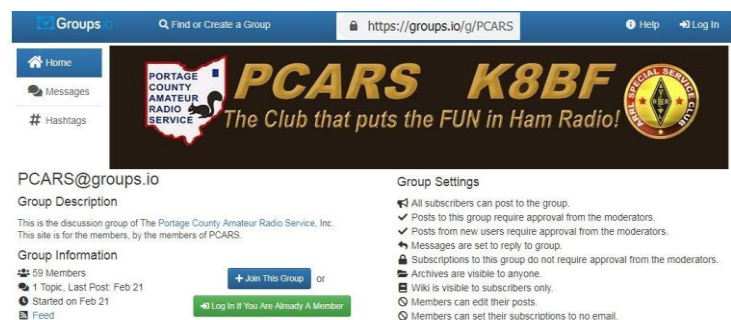 Groups.io
Find or Create a Group
https://groups.io/g/PCARS
Help
Log In
Home
Messages
# Hashtags
PORTAGE
COUNTY
AMATEUR
RADIO
SERVICE
PCARS K8BF
The Club that puts the FUN in Ham Radio!
ARRL SPECIAL SERVICE CLUB
PCARS@groups.io
Group Description
This is the discussion group of The Portage County Amateur Radio Service, Inc.
This site is for the members, by the members of PCARS.
Group Information
59 Members
1 Topic, Last Post: Feb 21
Started on Feb 21
Feed
+ Join This Group or
Log In If You Are Already A Member
Group Settings
All subscribers can post to the group.
Posts to this group require approval from the moderators.
Posts from new users require approval from the moderators.
Messages are set to reply to group.
Subscriptions to this group do not require approval from the moderators.
Archives are visible to anyone.
Wiki is visible to subscribers only.
Members can edit their posts.
Members can set their subscriptions to no email.